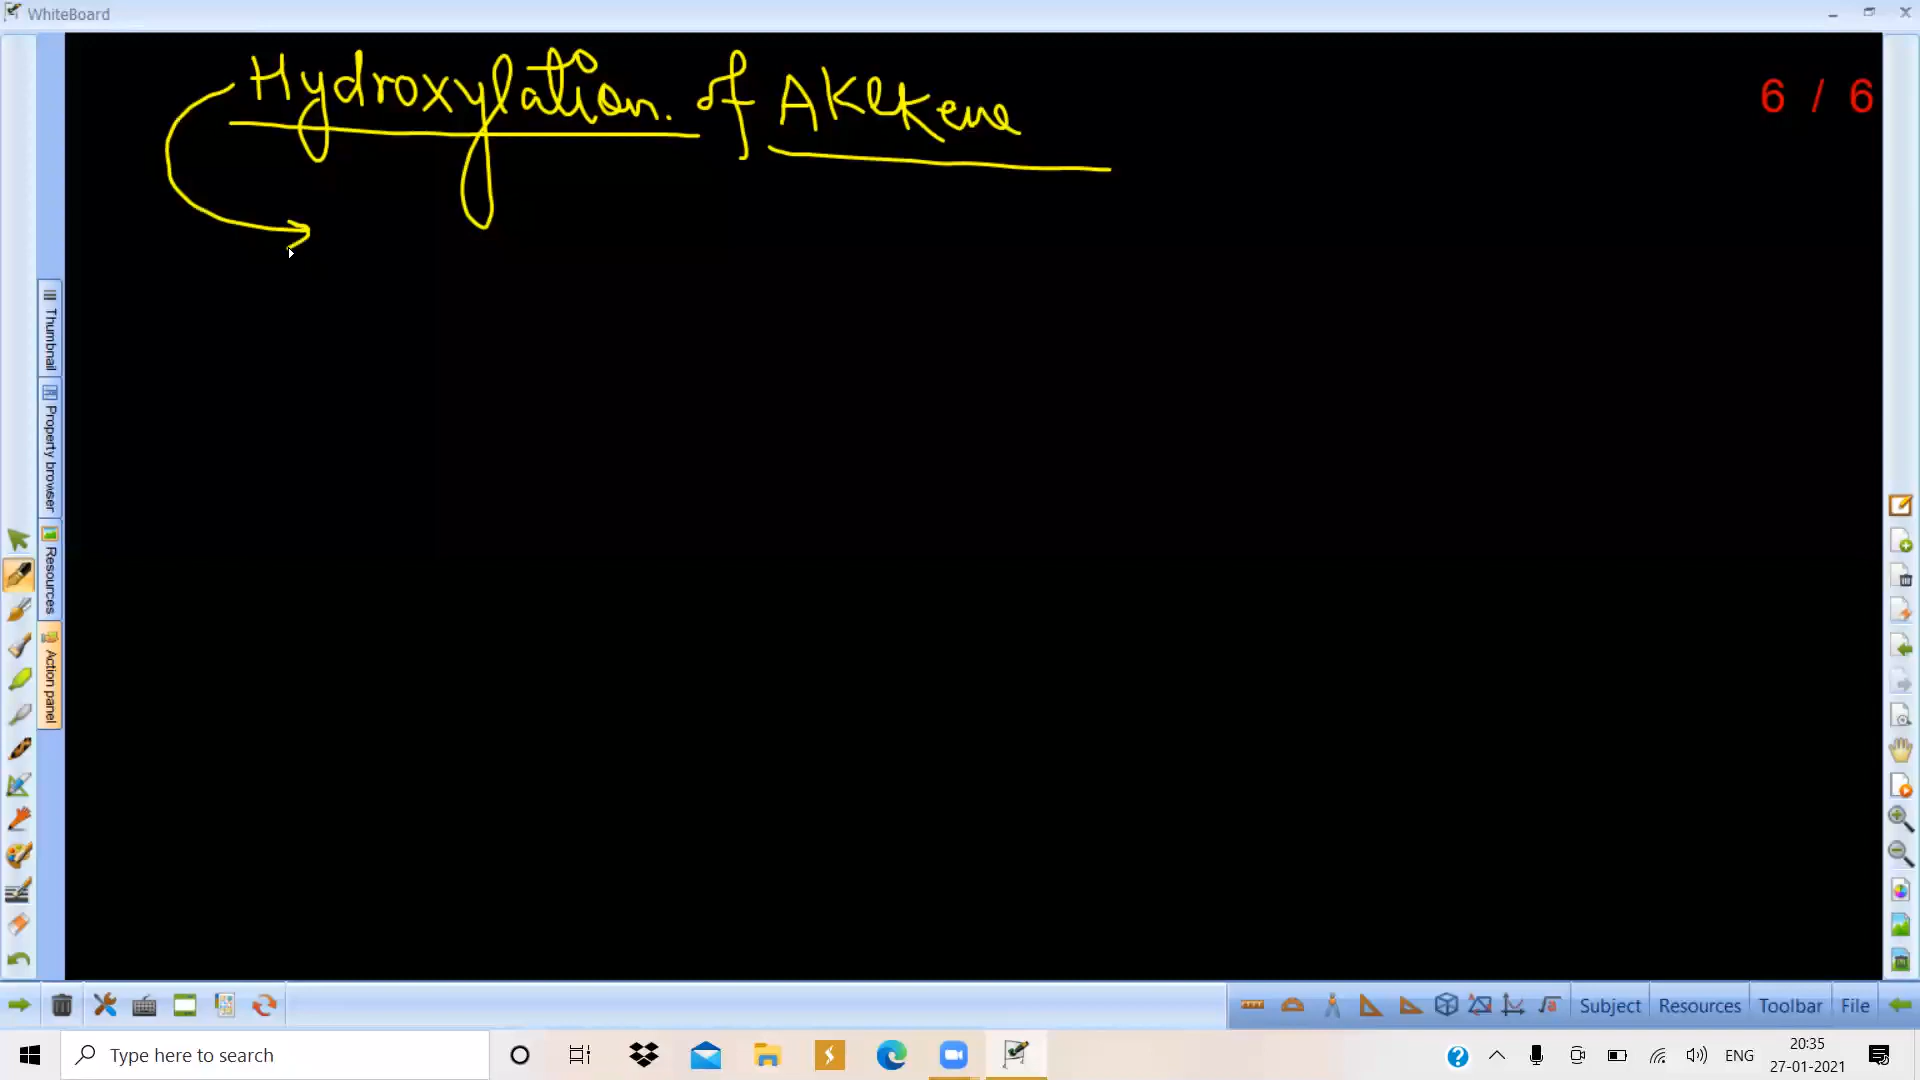 WhiteBoard
Hydroxylation. of AKlKene
6 / 6
Thumbnail
Property browser
Resources
Action panel
Subject
Resources
Toolbar
File
Type here to search
ENG
20:35
27-01-2021